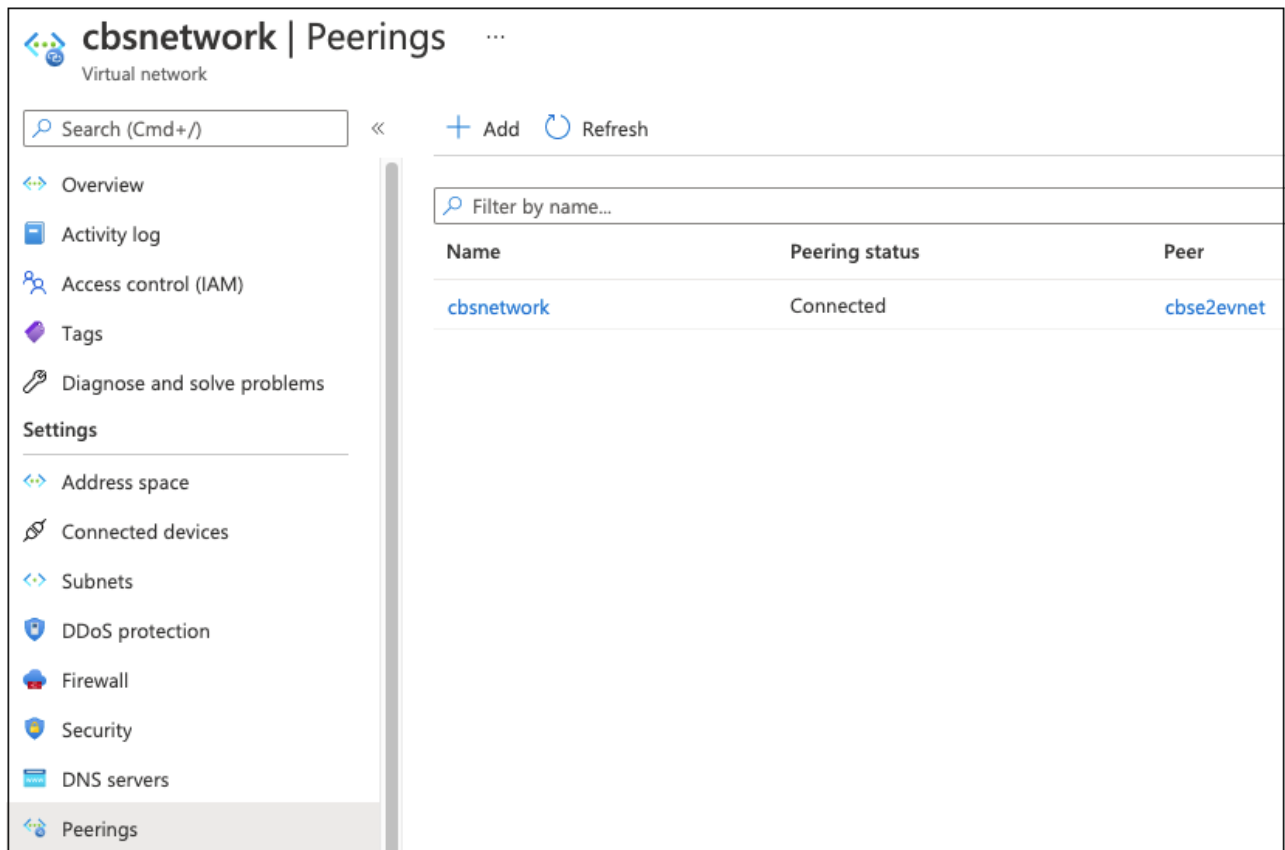 cbsnetwork | Peerings ...
Virtual network
Search (Cmd+/)
«
Overview
Activity log
Access control (IAM)
Tags
Diagnose and solve problems
Settings
Address space
Connected devices
Subnets
DDoS protection
Firewall
Security
DNS servers
Peerings
+ Add Refresh
Filter by name...
Name Peering status Peer
cbsnetwork Connected cbse2evnet